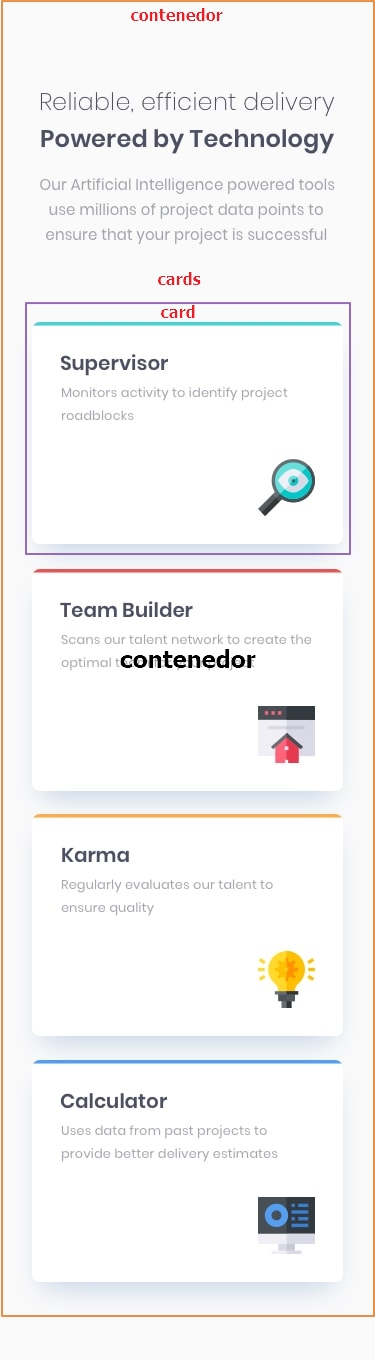 contenedor
Reliable, efficient delivery
Powered by Technology
Our Artificial Intelligence powered tools
use millions of project data points to
ensure that your project is successful
cards
card
Supervisor
Monitors activity to identify project
roadblocks
Team Builder
Scans our talent network to create the
optimal
contenedor
Karma
Regularly evaluates our talent to
ensure quality
Calculator
Uses data from past projects to
provide better delivery estimates